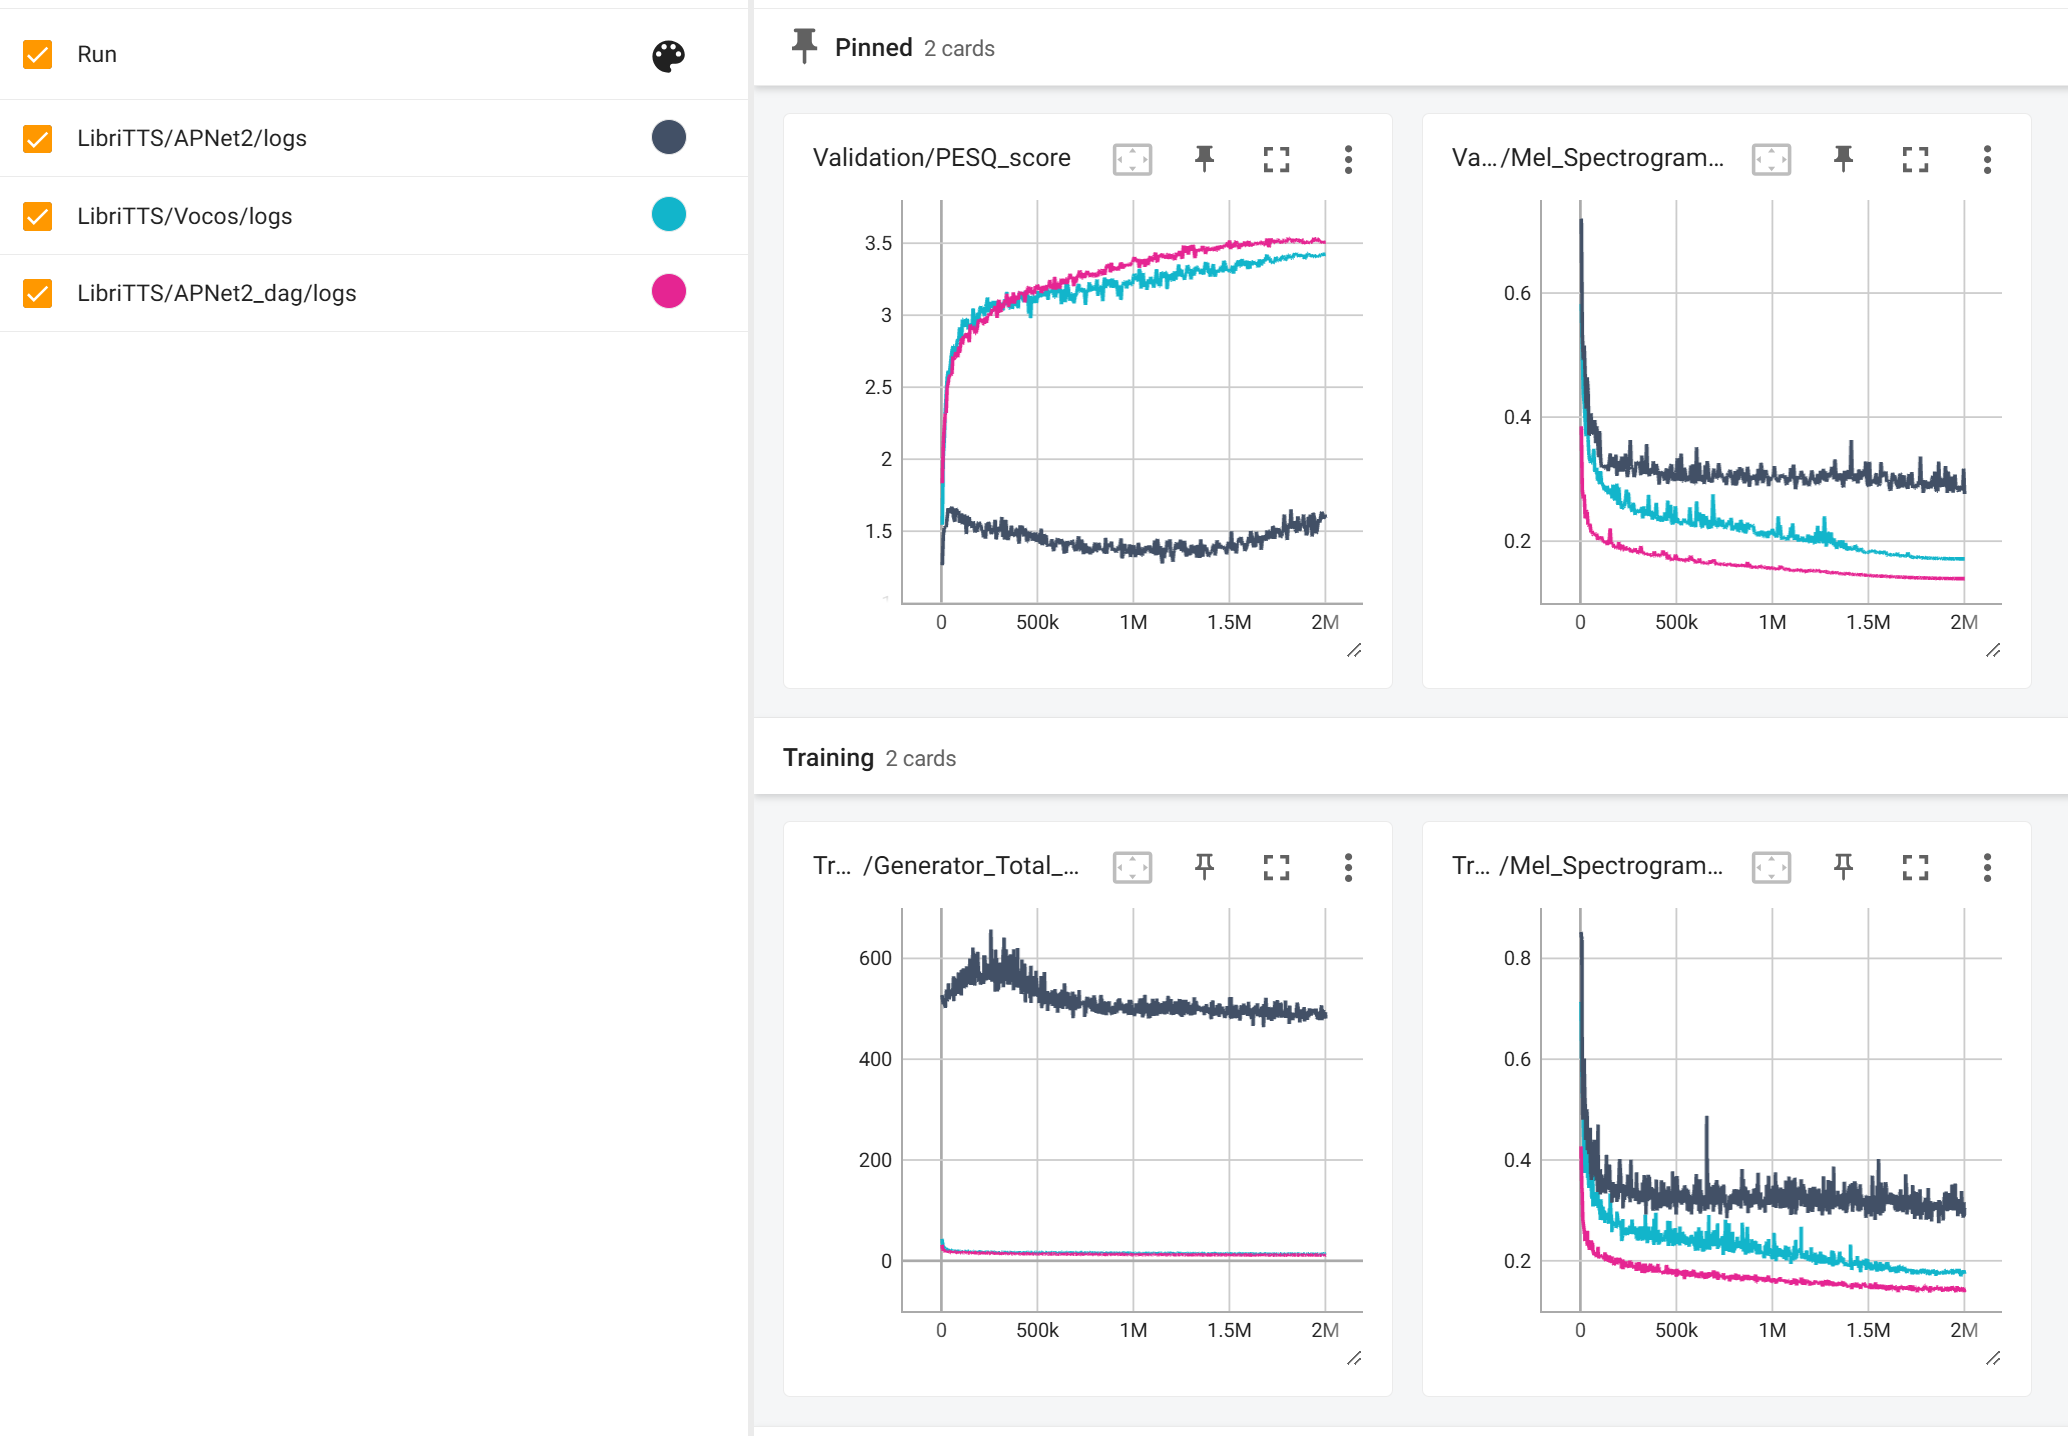 Run
LibriTTS/APNet2/logs
LibriTTS/Vocos/logs
LibriTTS/APNet2_dag/logs
Pinned 2 cards
Validation/PESQ_score
3.5
3
2.5
2
1.5
0 500k 1M 1.5M 2M
Va.../Mel_Spectrogram...
0.6
0.4
0.2
0 500k 1M 1.5M 2M
Training 2 cards
Tr... /Generator_Total_...
600
400
200
0
0 500k 1M 1.5M 2M
Tr... /Mel_Spectrogram...
0.8
0.6
0.4
0.2
0 500k 1M 1.5M 2M